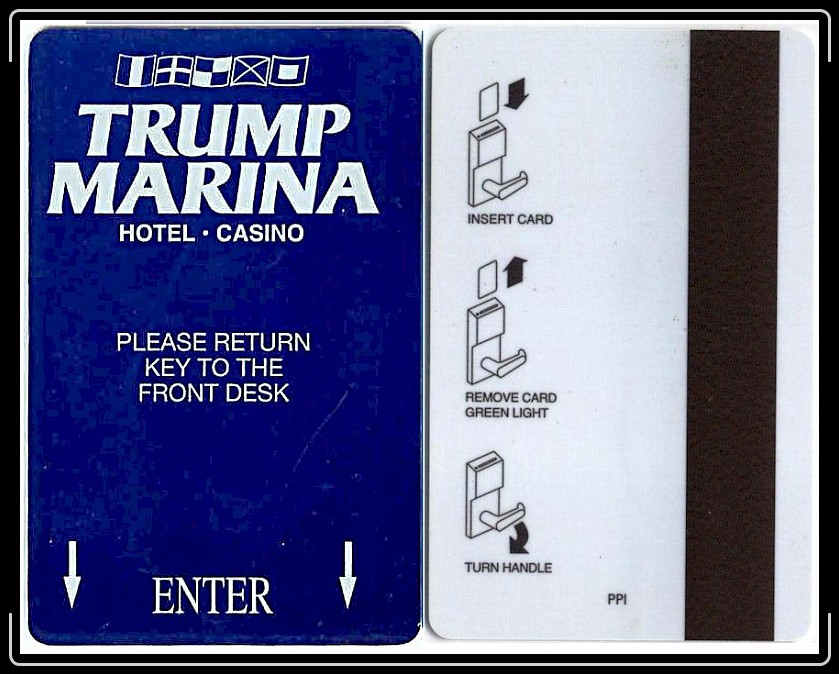 TRUMP
MARINA
HOTEL · CASINO
PLEASE RETURN
KEY TO THE
FRONT DESK
ENTER
INSERT CARD
REMOVE CARD
GREEN LIGHT
TURN HANDLE
PPI